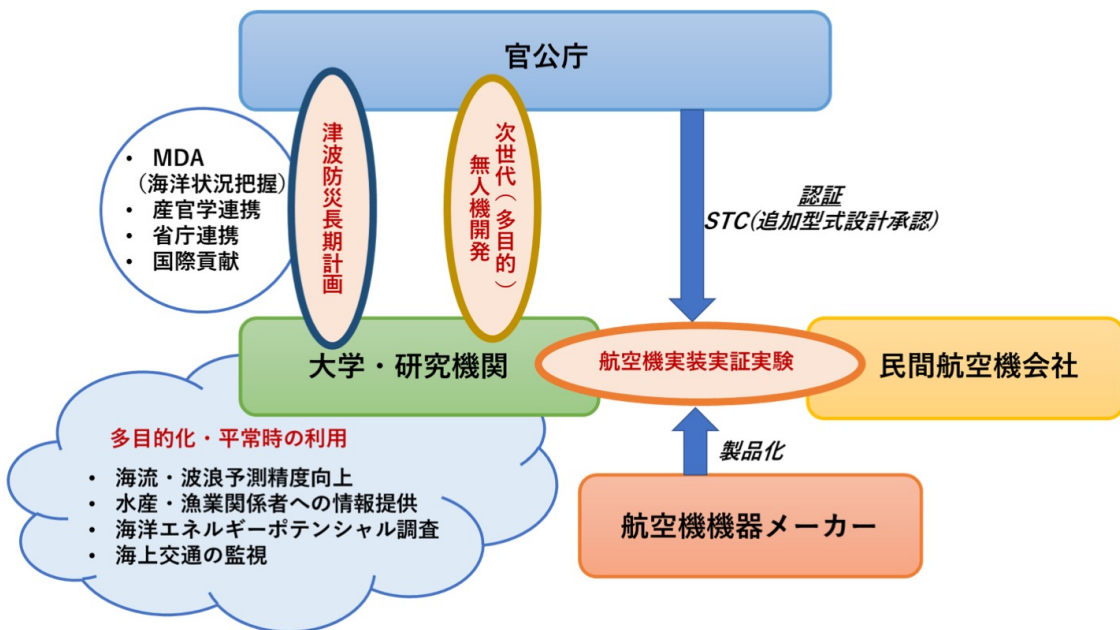 官公庁
津波防災長期計画
次世代（多目的）
無人機開発
• MDA
（海洋状況把握)
• 産官学連携
• 省庁連携
• 国際貢献
認証
STC(追加型式設計承認）
大学・研究機関
航空機実装実証実験
民間航空機会社
多目的化・平常時の利用
• 海流・波浪予測精度向上
• 水産・漁業関係者への情報提供
• 海洋エネルギーポテンシャル調査
• 海上交通の監視
製品化
航空機機器メーカー